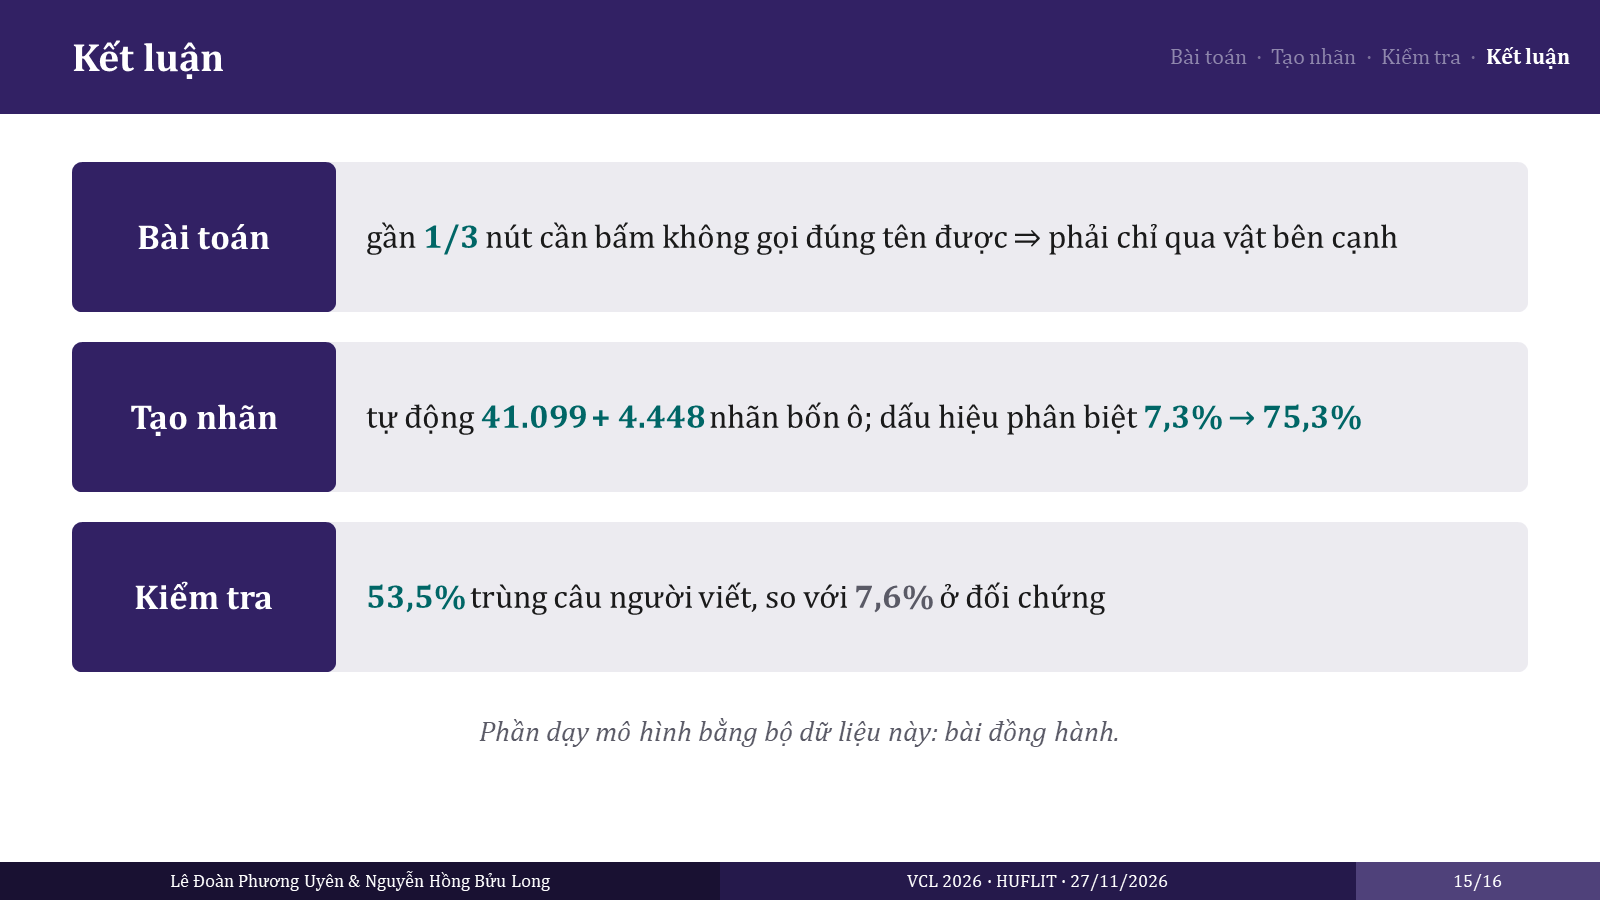 Kết luận
Bài toán · Tạo nhãn · Kiểm tra · Kết luận
Bài toán
gần 1/3 nút cần bấm không gọi đúng tên được ⇒ phải chỉ qua vật bên cạnh
Tạo nhãn
tự động 41.099 + 4.448 nhãn bốn ô; dấu hiệu phân biệt 7,3% → 75,3%
Kiểm tra
53,5% trùng câu người viết, so với 7,6% ở đối chứng
Phần dạy mô hình bằng bộ dữ liệu này: bài đồng hành.
Lê Đoàn Phương Uyên & Nguyễn Hồng Bửu Long
VCL 2026 · HUFLIT · 27/11/2026
15/16